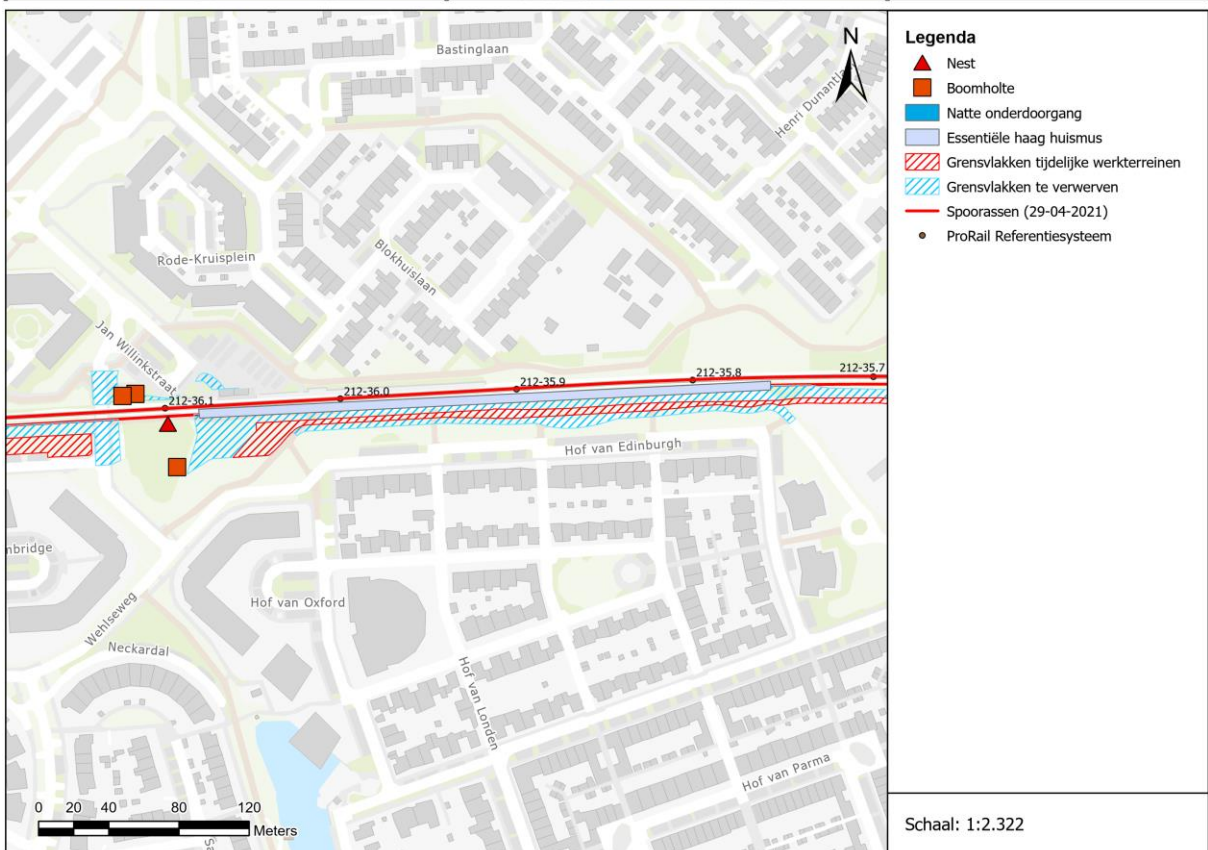 Bastinglaan
Henri Dunantl
Rode-Kruisplein
Blokhuislaan
Jan Willinkstraat
212-36.1
212-36.0
212-35.9
212-35.8
212-35.7
Hof van Edinburgh
mbridge
Hof van Oxford
Wehlseweg
Neckardal
Hof van Londen
Hof van Parma
Sa
0 20 40 80 120
Meters
N
Legenda
Nest
Boomholte
Natte onderdoorgang
Essentiële haag huismus
Grensvlakken tijdelijke werkterreinen
Grensvlakken te verwerven
Spoorassen (29-04-2021)
ProRail Referentiesysteem
Schaal: 1:2.322